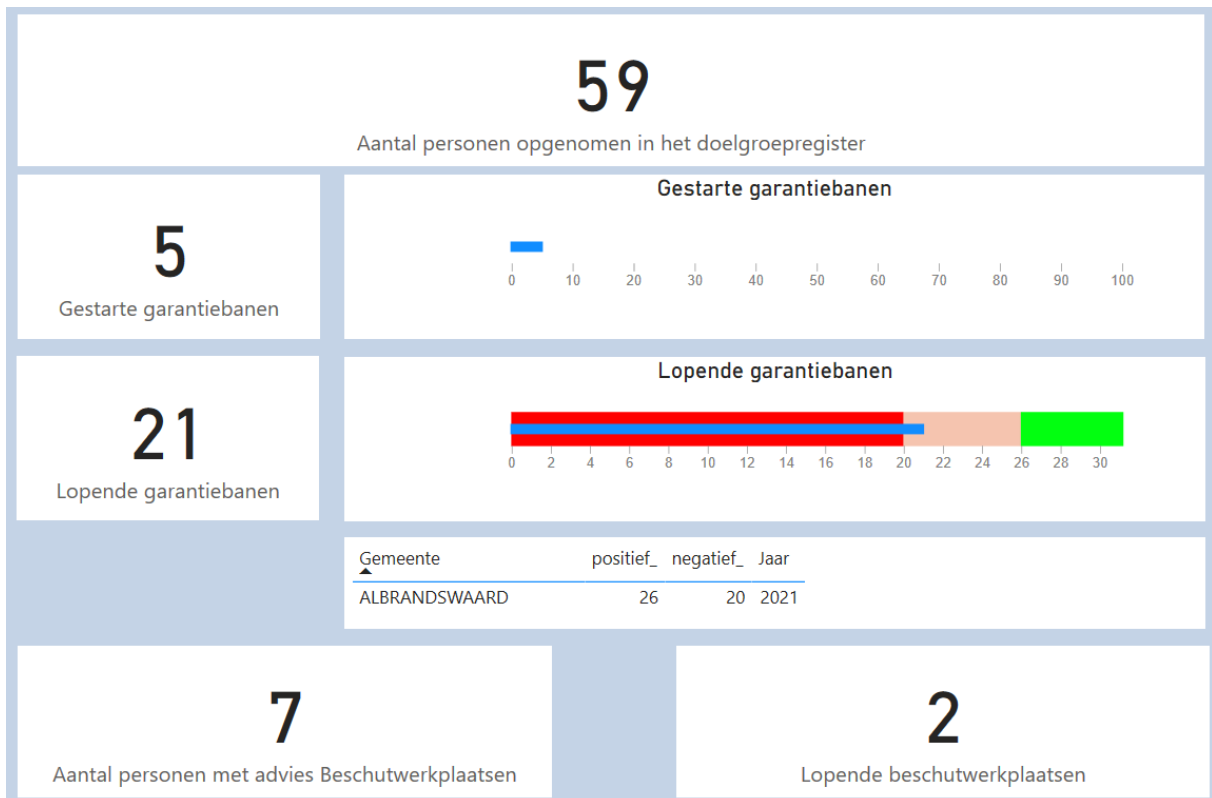 59
Aantal personen opgenomen in het doelgroepregister
5
Gestarte garantiebanen
Gestarte garantiebanen
0 10 20 30 40 50 60 70 80 90 100
21
Lopende garantiebanen
Lopende garantiebanen
0 2 4 6 8 10 12 14 16 18 20 22 24 26 28 30
Gemeente positief_ negatief_ Jaar
ALBRANDSWAARD 26 20 2021
7
Aantal personen met advies Beschutwerkplaatsen
2
Lopende beschutwerkplaatsen